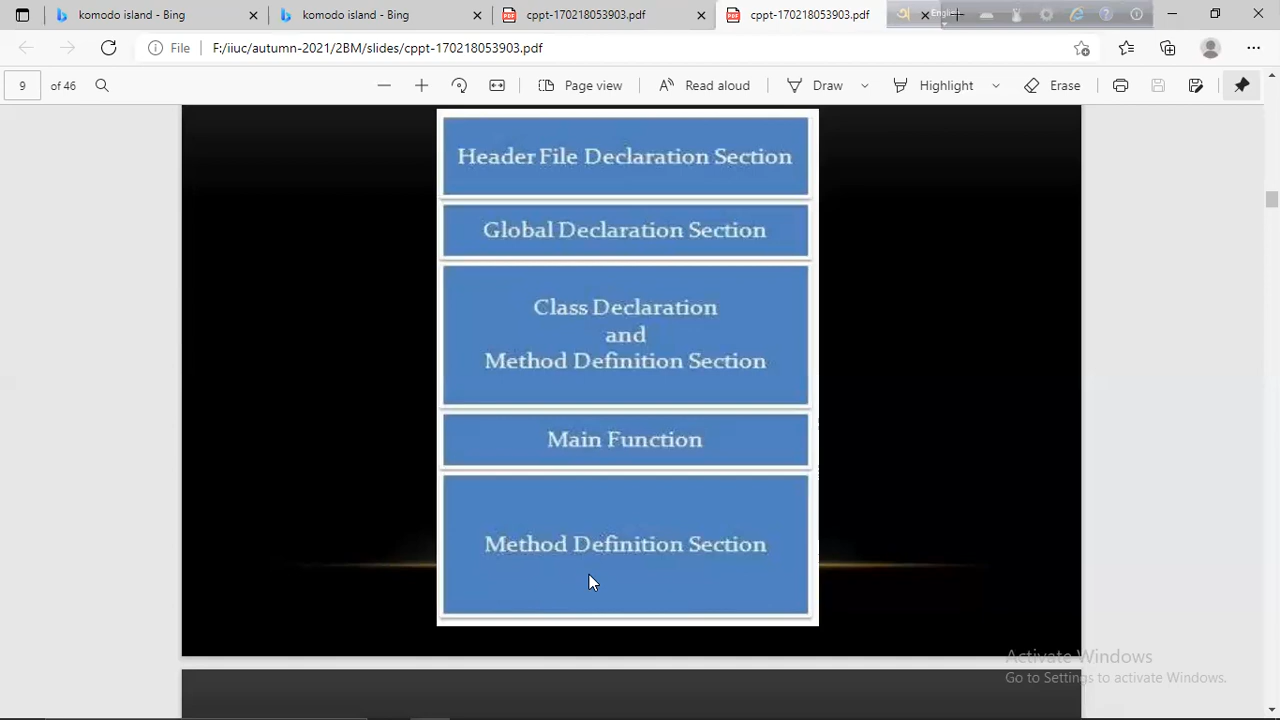 komodo island - Bing
komodo island - Bing
cppt-170218053903.pdf
cppt-170218053903.pdf
English
File
F:/iiuc/autumn-2021/2BM/slides/cppt-170218053903.pdf
9 of 46
Page view
Read aloud
Draw
Highlight
Erase
Header File Declaration Section
Global Declaration Section
Class Declaration
and
Method Definition Section
Main Function
Method Definition Section
Activate Windows
Go to Settings to activate Windows.